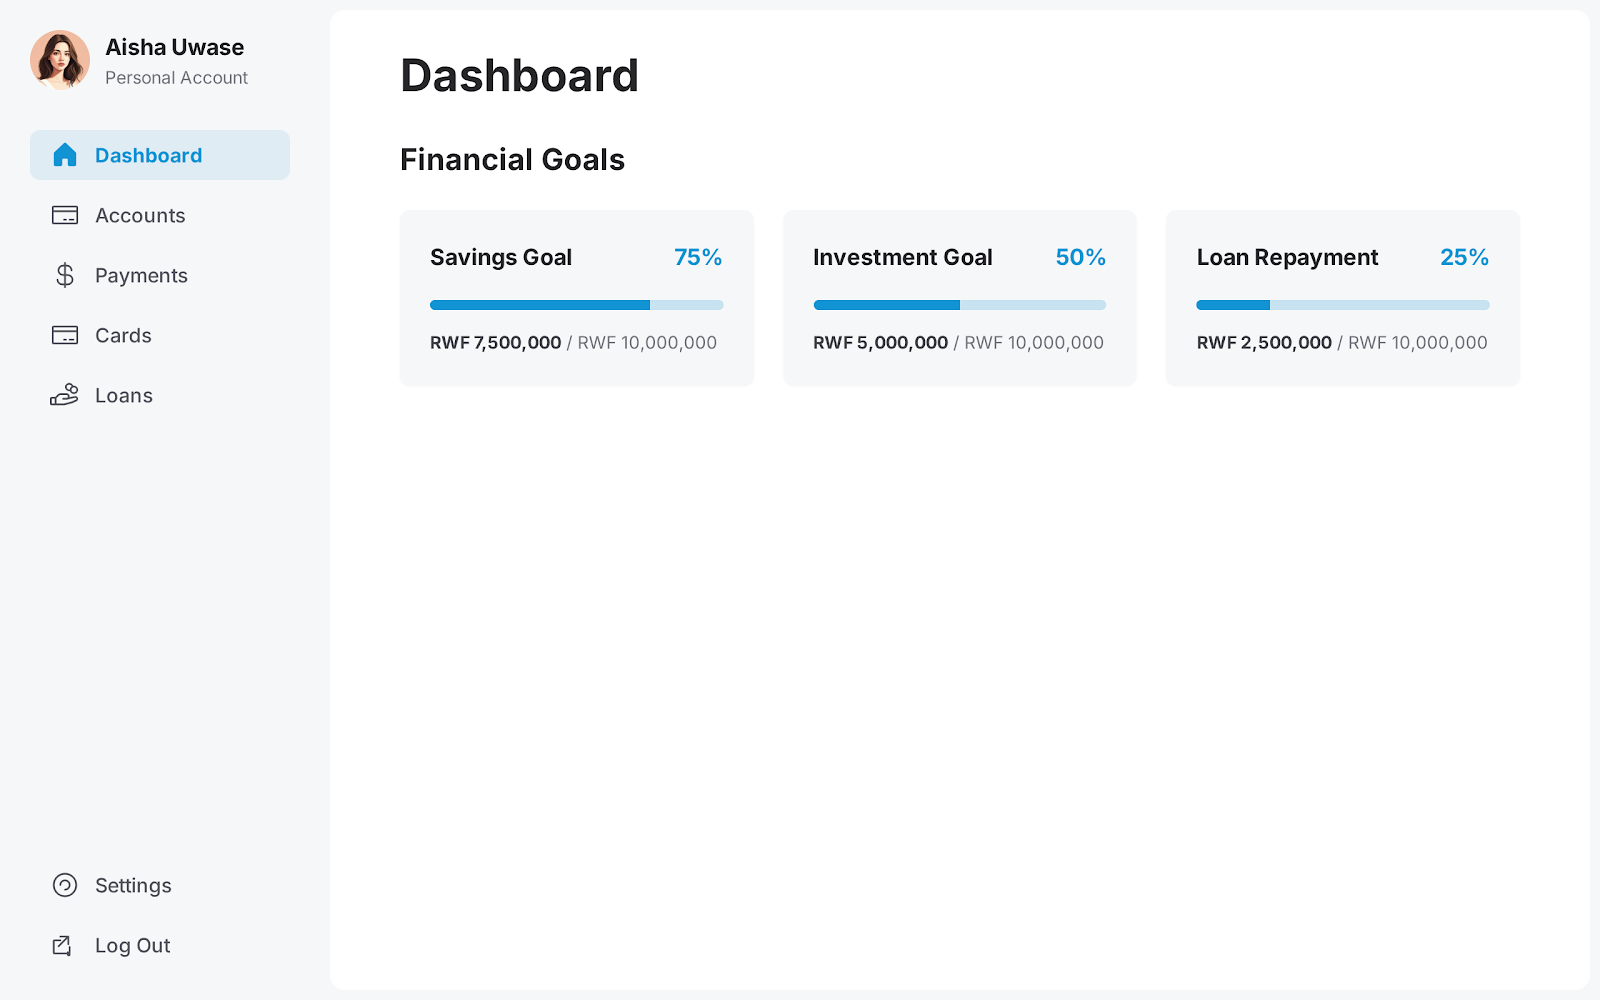 Aisha Uwase
Personal Account
Dashboard
Accounts
Payments
Cards
Loans
Settings
Log Out
Dashboard
Financial Goals
Savings Goal 75%
RWF 7,500,000 / RWF 10,000,000
Investment Goal 50%
RWF 5,000,000 / RWF 10,000,000
Loan Repayment 25%
RWF 2,500,000 / RWF 10,000,000